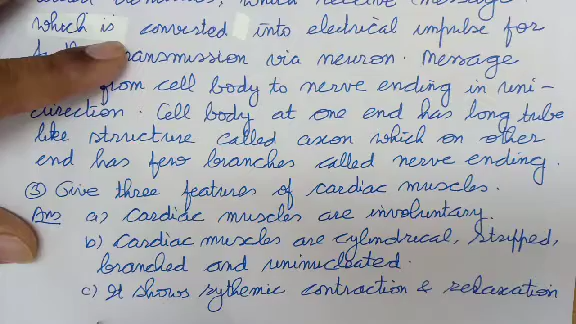 which receive
which is converted into electrical impulse for
transmission via neuron. Message
from cell body to nerve ending in uni-
direction. Cell body at one end has long tube
like structure called axon which on other
end has few branches called nerve ending.
③ Give three features of cardiac muscles.
Ans a) Cardiac muscles are involuntary.
b) Cardiac muscles are cylindrical, stripped,
branched and uninucleated.
c) It shows rythemic contraction & relaxation